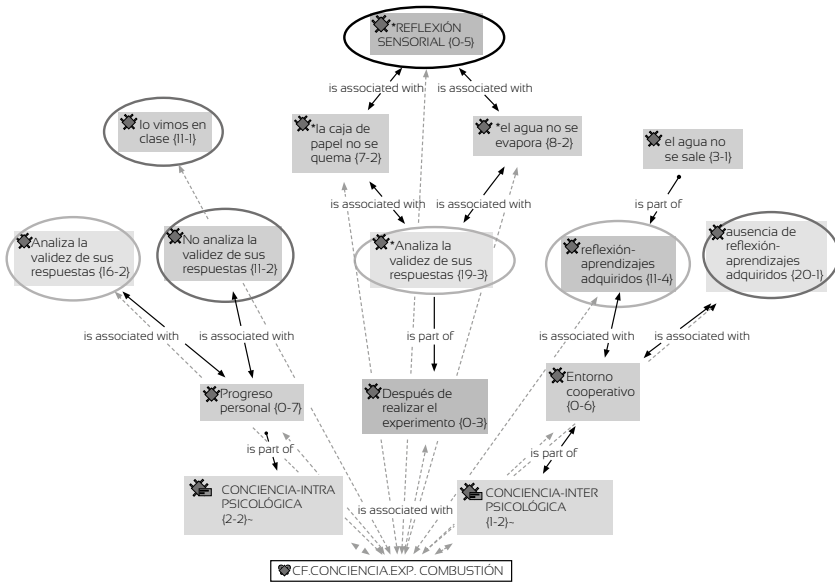 *REFLEXIÓN
SENSORIAL {0-5}
is associated with
is associated with
lo vimos en
clase {11-1}
*la caja de
papel no se
quema {7-2}
*el agua no se
evapora {8-2}
el agua no
se sale {3-1}
is associated with
is associated with
is part of
Analiza la
validez de sus
respuestas {16-2}
No analiza la
validez de sus
respuestas {11-2}
*Analiza la
validez de sus
respuestas {19-3}
reflexión-
aprendizajes
adquiridos {11-4}
ausencia de
reflexión-
aprendizajes
adquiridos {20-1}
is associated with
is associated with
is part of
is associated with
is associated with
Progreso
personal {0-7}
Después de
realizar el
experimento {0-3}
Entorno
cooperativo
{0-6}
is part of
is part of
CONCIENCIA-INTRA
PSICOLÓGICA
{2-2}~
is associated with
CONCIENCIA-INTER
PSICOLÓGICA
{1-2}~
CF.CONCIENCIA.EXP. COMBUSTIÓN